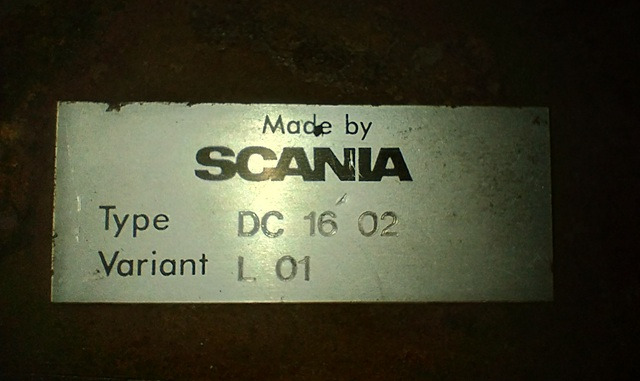 Made by
SCANIA
Type DC 16 02
Variant L 01